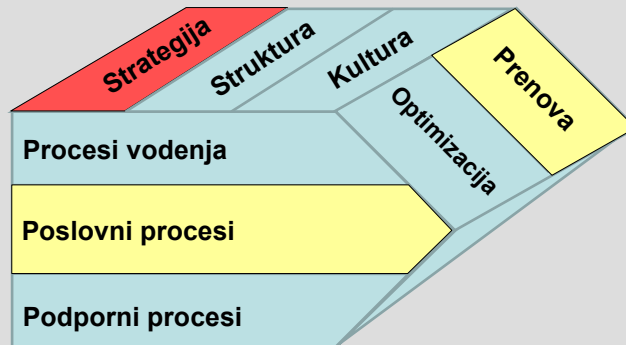 Strategija
Struktura
Kultura
Prenova
Optimizacija
Procesi vodenja
Poslovni procesi
Podporni procesi